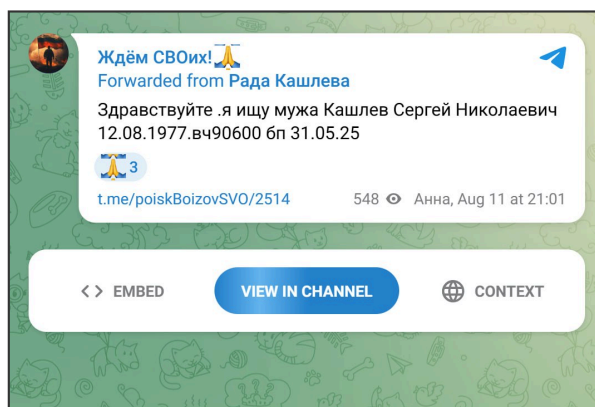 Ждём СВОих!🙏
Forwarded from Рада Кашлева
Здравствуйте .я ищу мужа Кашлев Сергей Николаевич
12.08.1977.вч90600 бп 31.05.25
🙏 3
t.me/poiskBoizovSVO/2514 548 Анна, Aug 11 at 21:01
EMBED VIEW IN CHANNEL CONTEXT